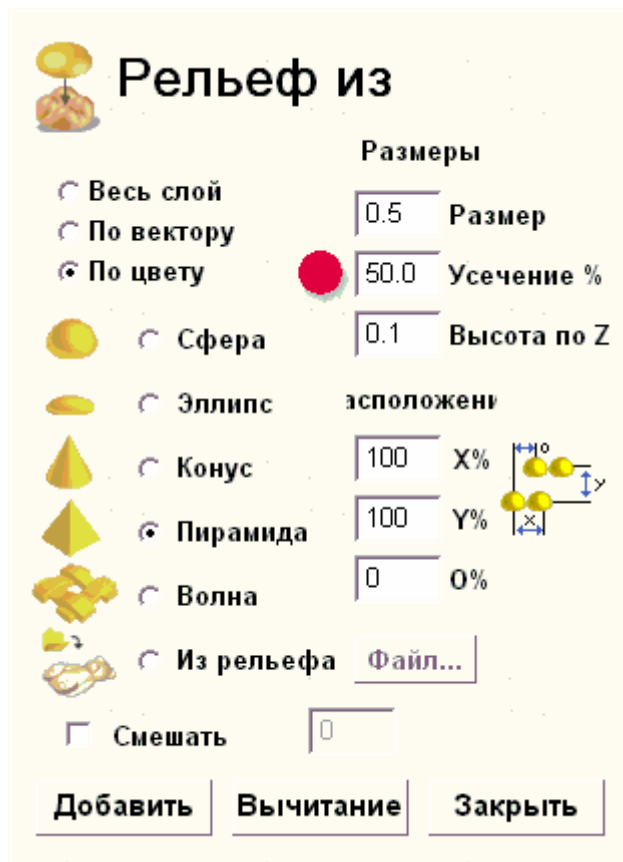 Рельеф из
Размеры
Весь слой
По вектору
По цвету
0.5 Размер
50.0 Усечение %
0.1 Высота по Z
Сфера
Эллипс
Конус
Пирамида
Волна
Из рельефа Файл...
асположени
100 X%
100 Y%
0 O%
o
y
x
Смешать 0
Добавить Вычитание Закрыть